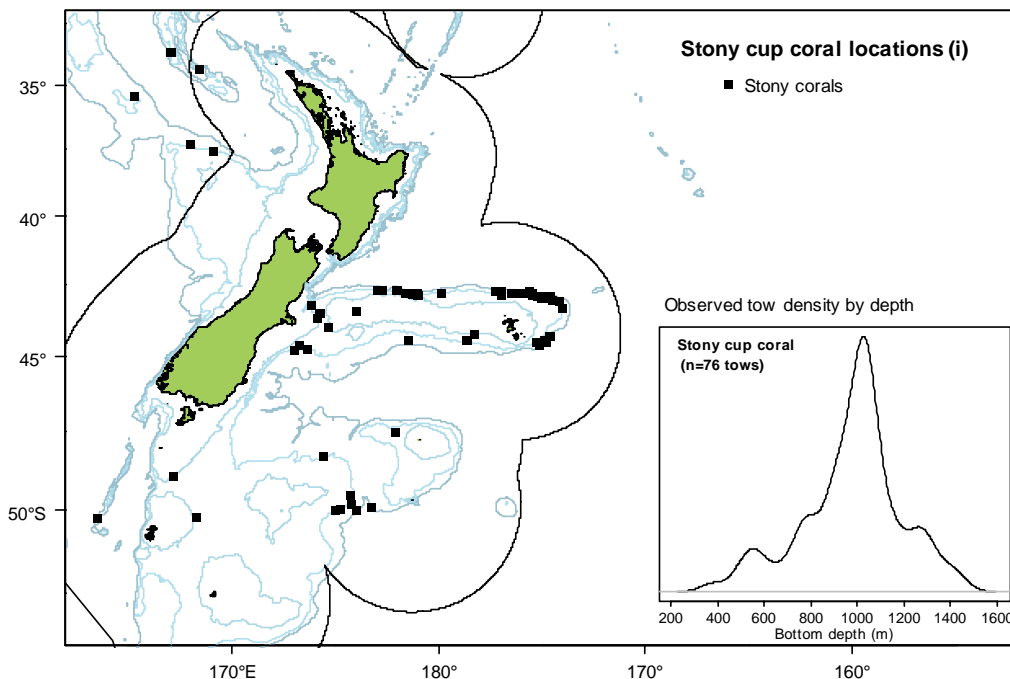 Stony cup coral locations (i)
Stony corals
35°
40°
45°
50°S
170°E
180°
170°
160°
Observed tow density by depth
Stony cup coral
(n=76 tows)
200 400 600 800 1000 1200 1400 1600
Bottom depth (m)